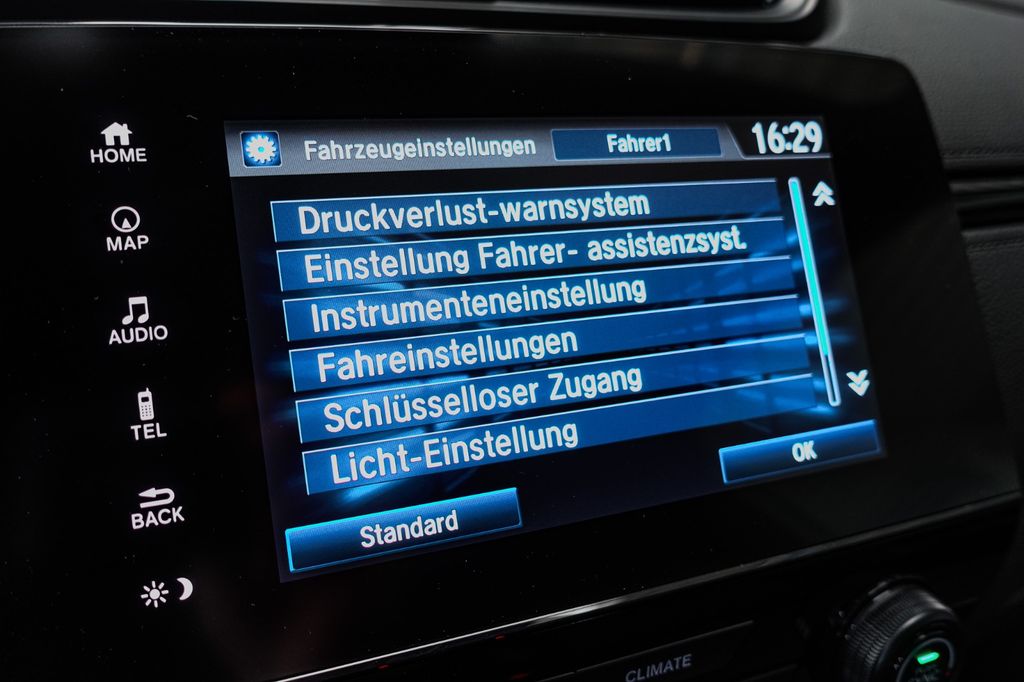 HOME
MAP
AUDIO
TEL
BACK
Fahrzeugeinstellungen Fahrer1 16:29
Druckverlust-warnsystem
Einstellung Fahrer- assistenzsyst.
Instrumenteneinstellung
Fahreinstellungen
Schlüsselloser Zugang
Licht-Einstellung
Standard OK
CLIMATE